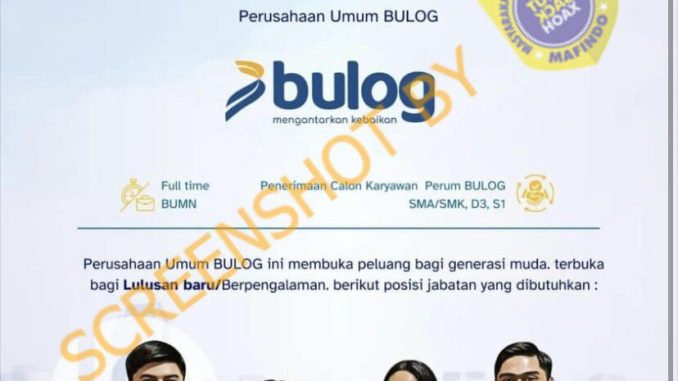 Perusahaan Umum BULOG
HOAX
MAFINDO
bulog
mengantarkan kebaikan
SCREENSHOT BY
Full time
BUMN
Penerimaan Calon Karyawan Perum BULOG
SMA/SMK, D3, S1
Perusahaan Umum BULOG ini membuka peluang bagi generasi muda. terbuka
bagi Lulusan baru/Berpengalaman. berikut posisi jabatan yang dibutuhkan :